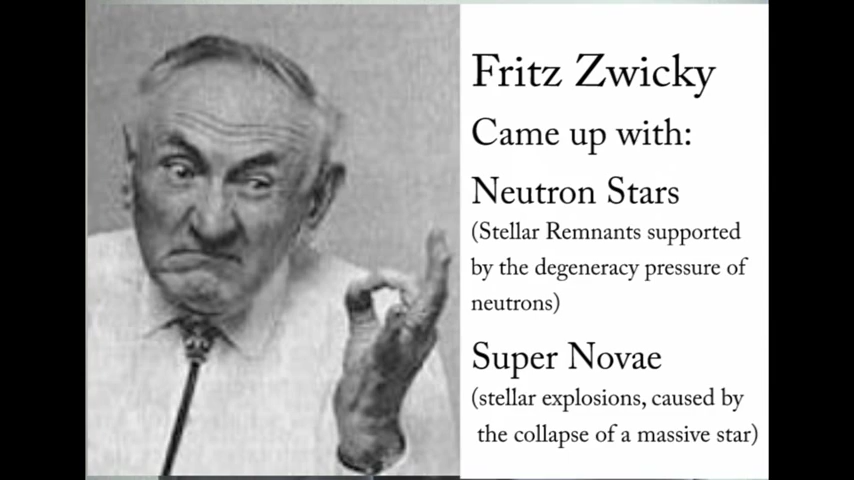 Fritz Zwicky
Came up with:
Neutron Stars
(Stellar Remnants supported
by the degeneracy pressure of
neutrons)
Super Novae
(stellar explosions, caused by
the collapse of a massive star)